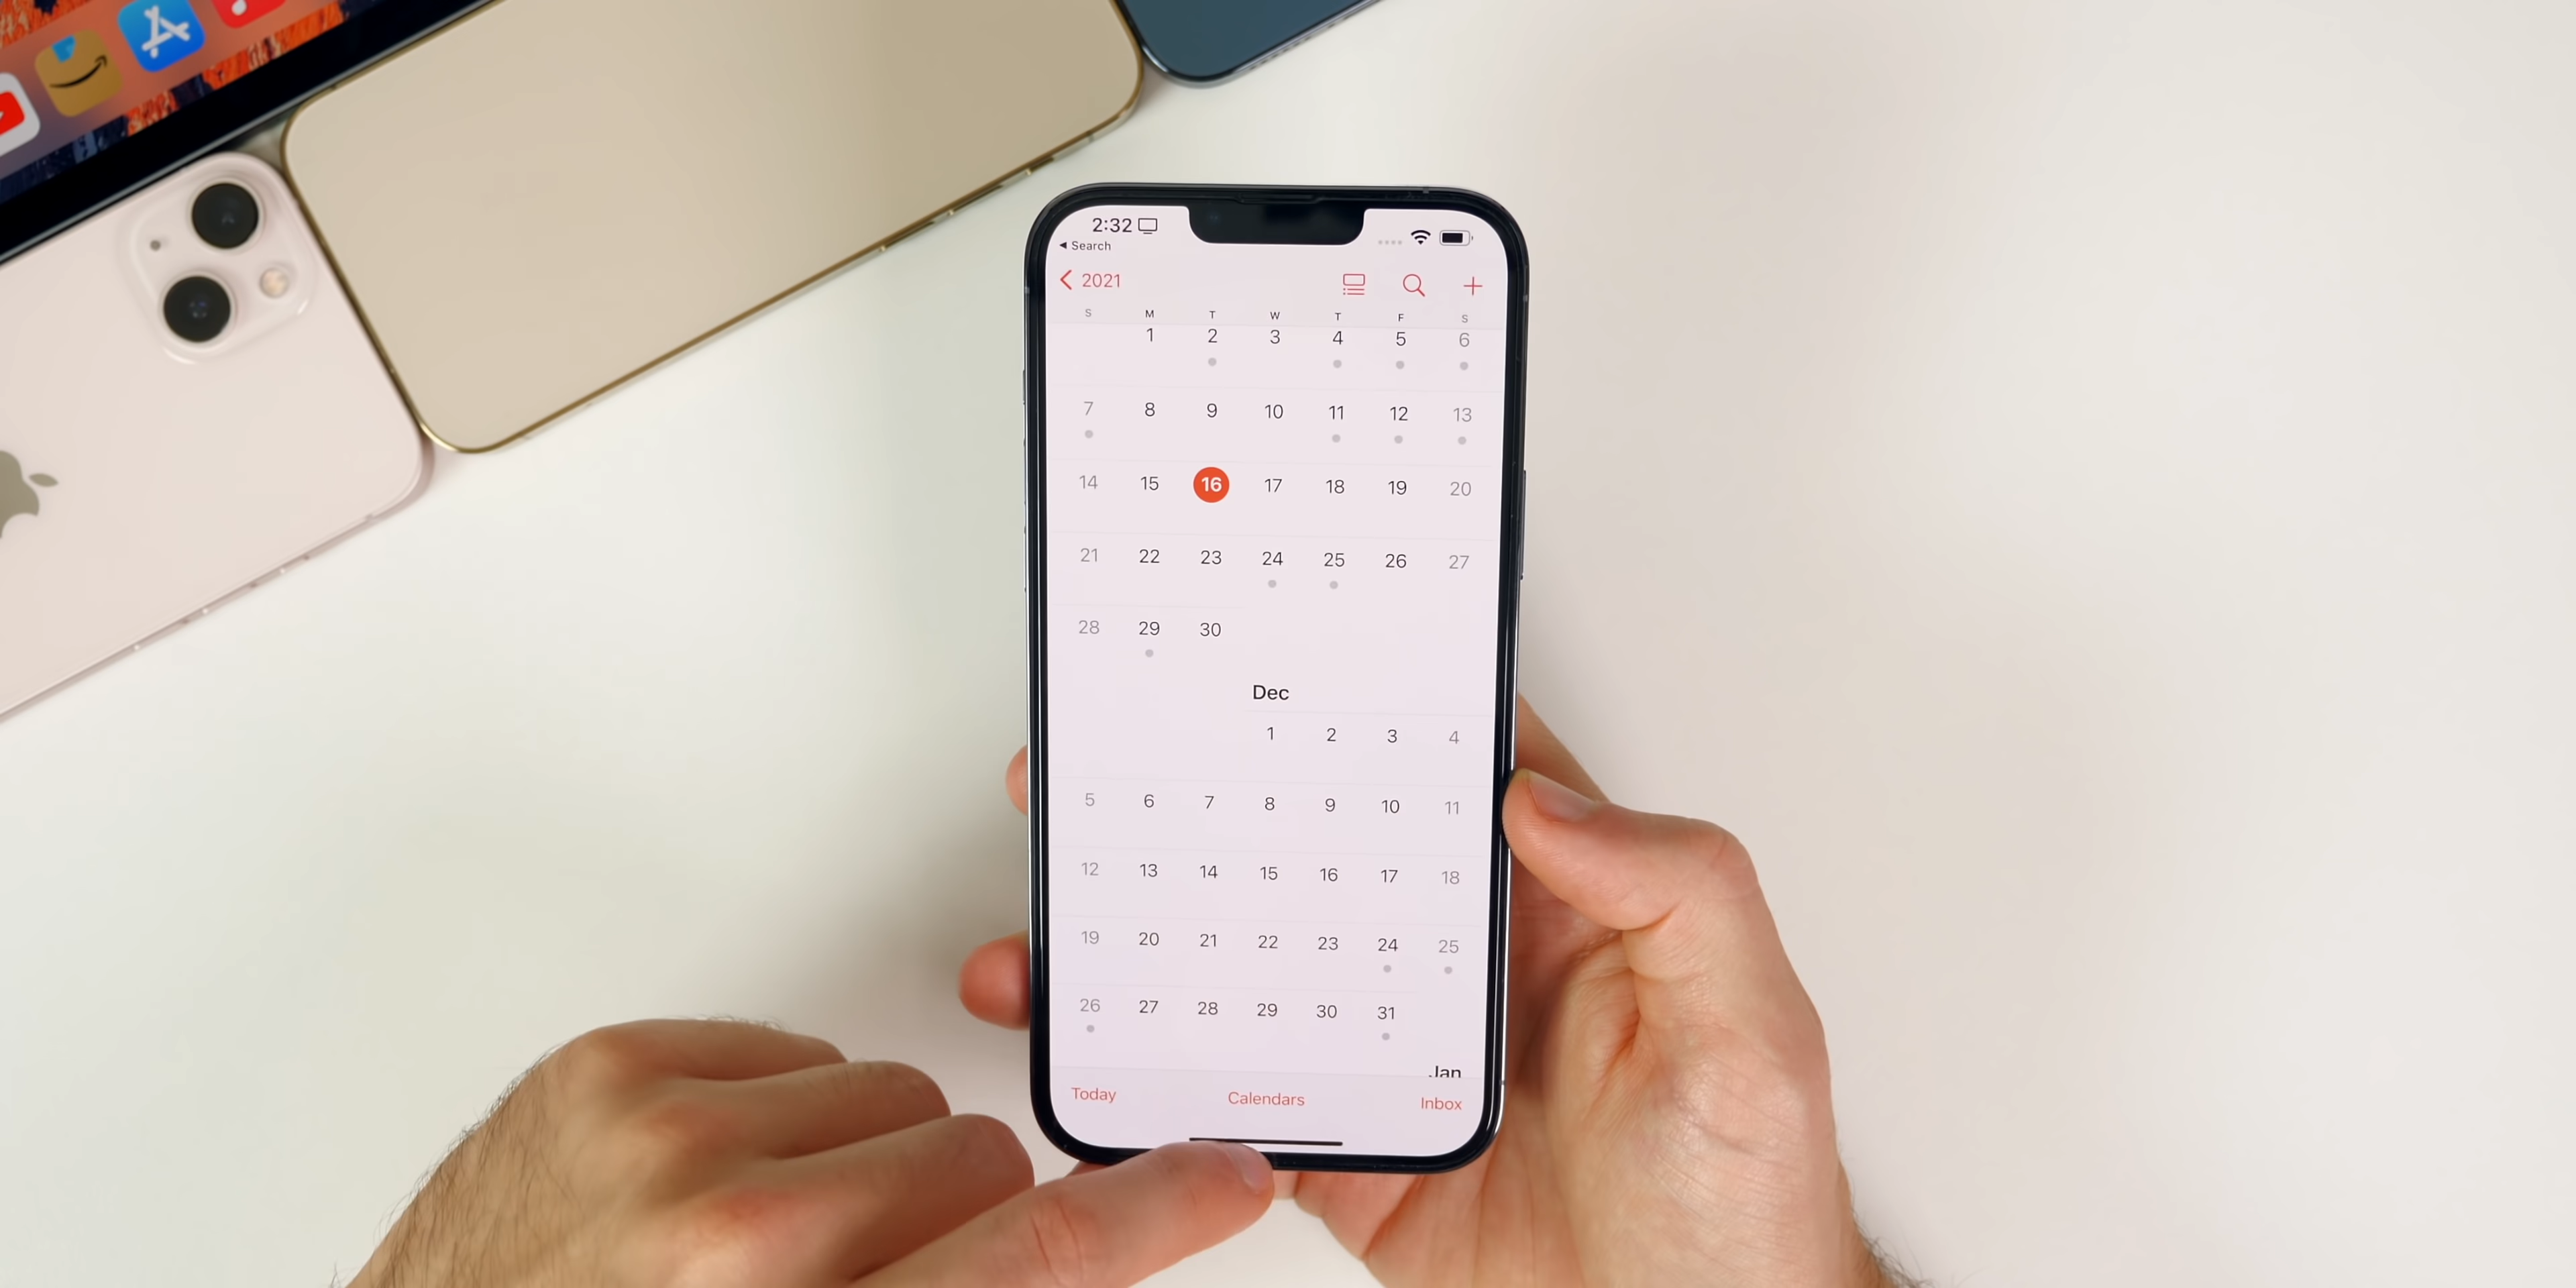 2:32
◀ Search
2021
S M T W T F S
1 2 3 4 5 6
7 8 9 10 11 12 13
14 15 16 17 18 19 20
21 22 23 24 25 26 27
28 29 30
Dec
1 2 3 4
5 6 7 8 9 10 11
12 13 14 15 16 17 18
19 20 21 22 23 24 25
26 27 28 29 30 31
Jan
Today Calendars Inbox